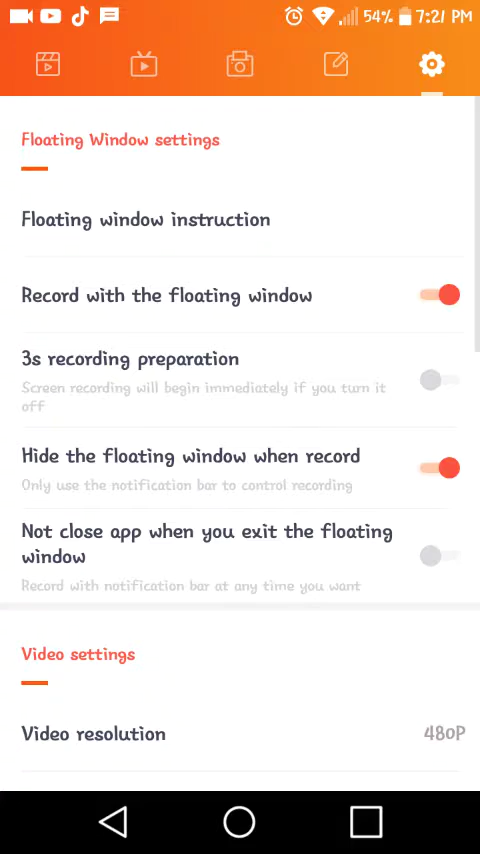 54% 7:21 PM
Floating Window settings
Floating window instruction
Record with the floating window
3s recording preparation
Screen recording will begin immediately if you turn it
off
Hide the floating window when record
Only use the notification bar to control recording
Not close app when you exit the floating
window
Record with notification bar at any time you want
Video settings
Video resolution 480P